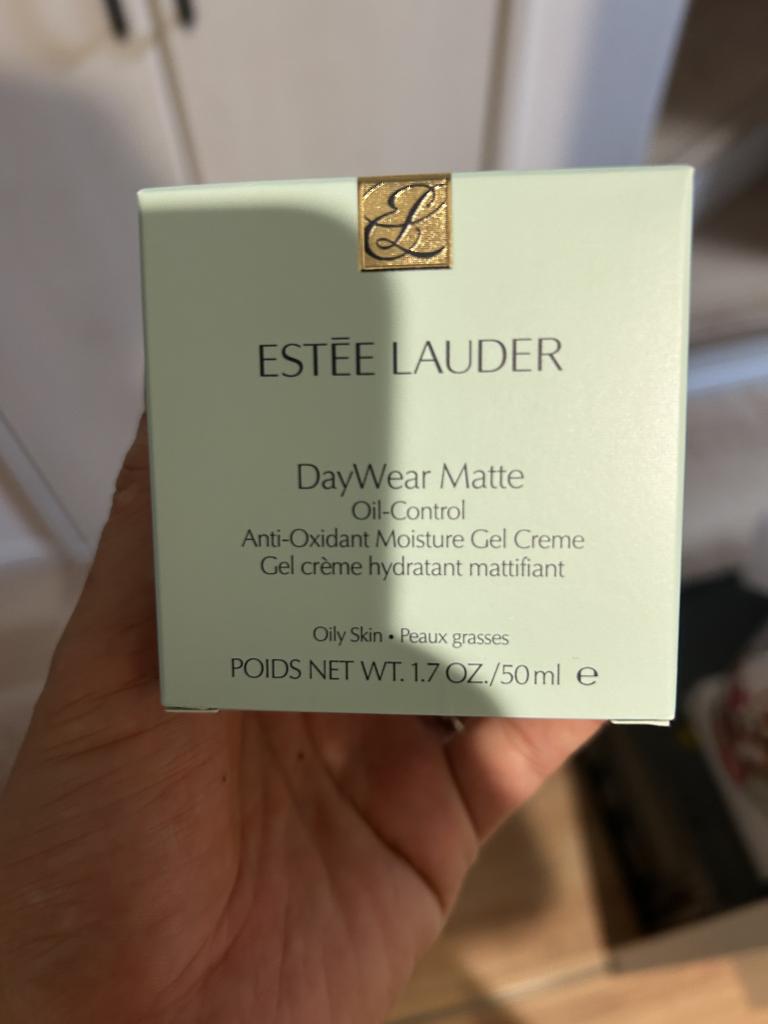 EL
ESTĒE LAUDER
DayWear Matte
Oil-Control
Anti-Oxidant Moisture Gel Creme
Gel crème hydratant mattifiant
Oily Skin • Peaux grasses
POIDS NET WT. 1.7 OZ./50 ml ℮